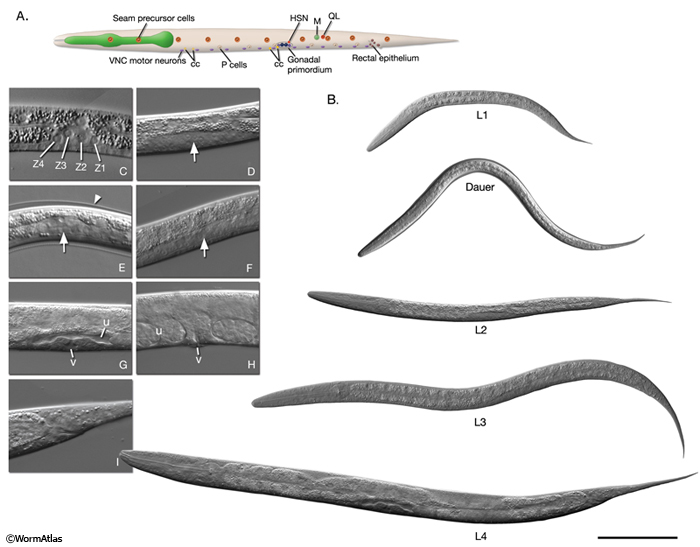 A.
Seam precursor cells
HSN
M
QL
VNC motor neurons
cc
P cells
cc
Gonadal
primordium
Rectal epithelium
B.
L1
Z4
Z3
Z2
Z1
C
D
Dauer
E
F
L2
u
v
G
u
v
H
L3
I
L4
©WormAtlas